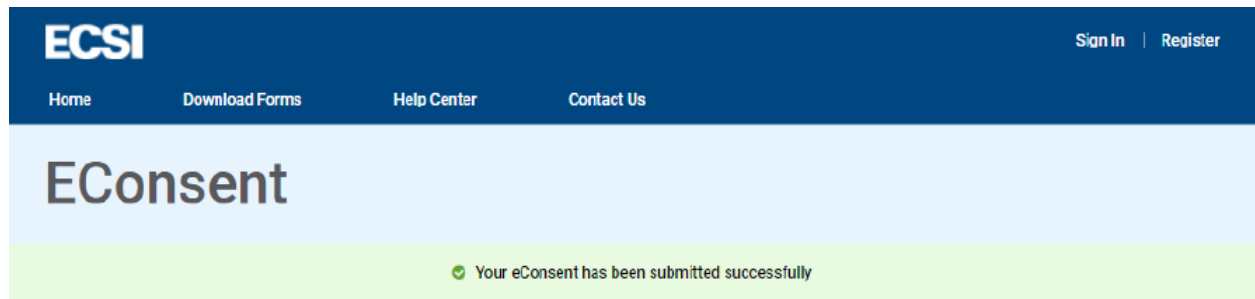 ECSI
Sign In | Register
Home Download Forms Help Center Contact Us
EConsent
Your eConsent has been submitted successfully